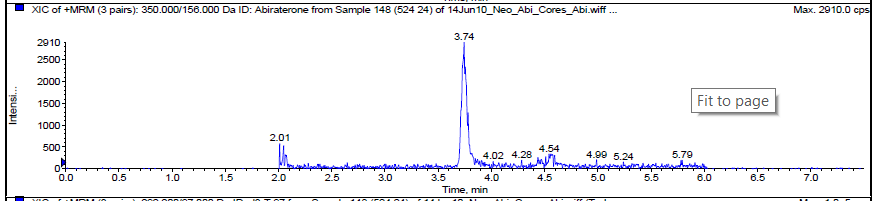 XIC of +MRM (3 pairs): 350.000/156.000 Da ID: Abiraterone from Sample 148 (524 24) of 14Jun10_Neo_Abi_Cores_Abi.wiff ... Max. 2910.0 cps
3.74
2910
2500
2000
1500
1000
500
0
Intensi...
2.01
4.02 4.28 4.54 4.99 5.24 5.79
Fit to page
0.0 0.5 1.0 1.5 2.0 2.5 3.0 3.5 4.0 4.5 5.0 5.5 6.0 6.5 7.0
Time, min